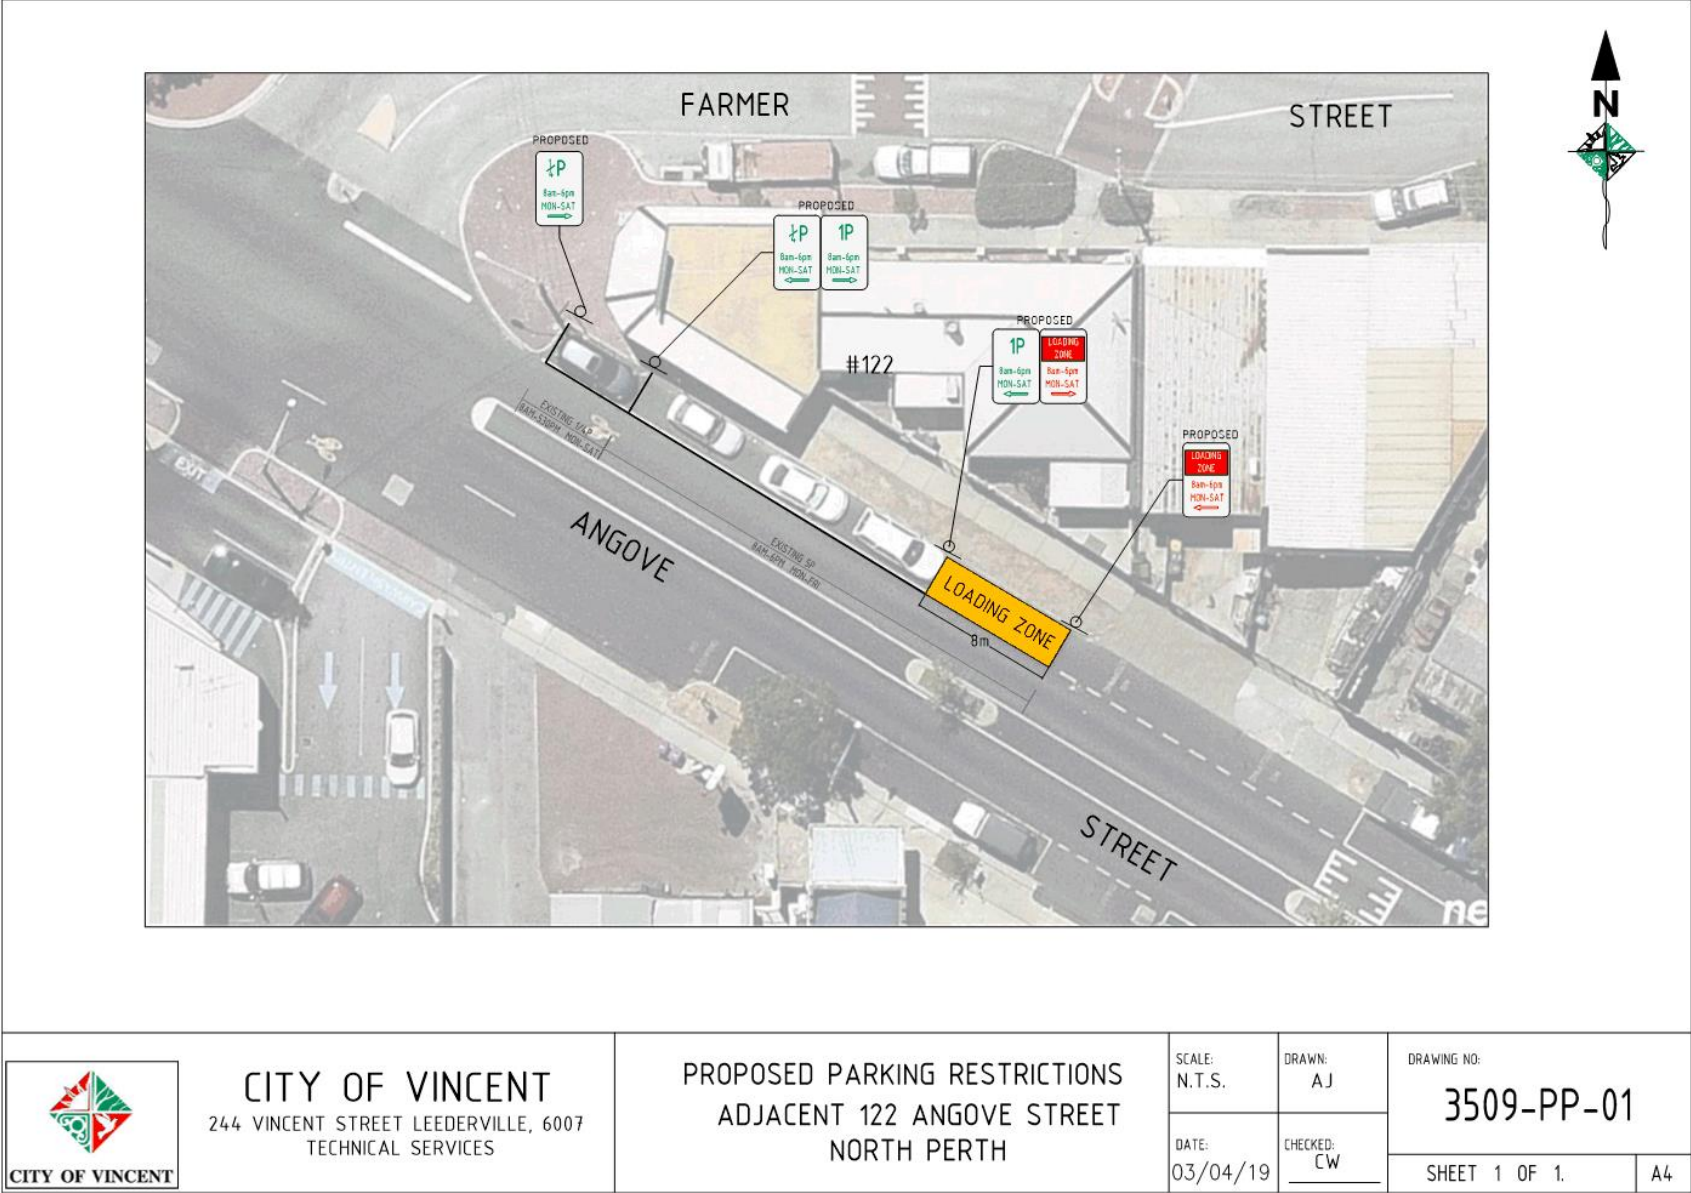 FARMER
STREET
N
PROPOSED
¼P
8am-6pm
MON-SAT
PROPOSED
¼P
8am-6pm
MON-SAT
1P
8am-6pm
MON-SAT
PROPOSED
1P
8am-6pm
MON-SAT
LOADING
ZONE
8am-6pm
MON-SAT
#122
PROPOSED
LOADING
ZONE
8am-6pm
MON-SAT
EXISTING 1/4P
8AM-530PM MON-SAT
EXIT
ANGOVE
EXISTING 5P
8AM-6PM MON-FRI
LOADING ZONE
8m
STREET
ne
CITY OF VINCENT
CITY OF VINCENT
244 VINCENT STREET LEEDERVILLE, 6007
TECHNICAL SERVICES
PROPOSED PARKING RESTRICTIONS
ADJACENT 122 ANGOVE STREET
NORTH PERTH
SCALE:
N.T.S.
DRAWN:
AJ
DATE:
03/04/19
CHECKED:
CW
DRAWING NO:
3509-PP-01
SHEET 1 OF 1.
A4